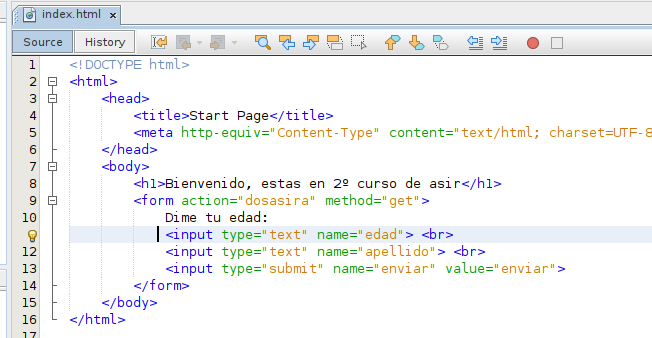 index.html
Source History
1 <!DOCTYPE html>
2 <html>
3 <head>
4 <title>Start Page</title>
5 <meta http-equiv="Content-Type" content="text/html; charset=UTF-8
6 </head>
7 <body>
8 <h1>Bienvenido, estas en 2º curso de asir</h1>
9 <form action="dosasira" method="get">
10 Dime tu edad:
<input type="text" name="edad"> <br>
12 <input type="text" name="apellido"> <br>
13 <input type="submit" name="enviar" value="enviar">
14 </form>
15 </body>
16 </html>
17